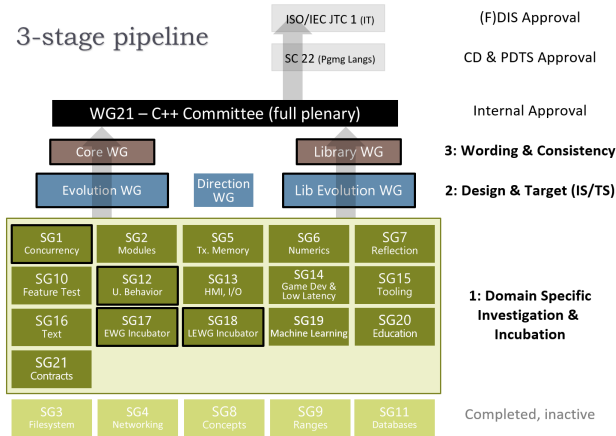 3-stage pipeline
ISO/IEC JTC 1 (IT)
(F)DIS Approval
SC 22 (Pgmg Langs)
CD & PDTS Approval
WG21 – C++ Committee (full plenary)
Internal Approval
Core WG
Library WG
3: Wording & Consistency
Evolution WG
Direction
WG
Lib Evolution WG
2: Design & Target (IS/TS)
SG1
Concurrency
SG2
Modules
SG5
Tx. Memory
SG6
Numerics
SG7
Reflection
SG10
Feature Test
SG12
U. Behavior
SG13
HMI, I/O
SG14
Game Dev &
Low Latency
SG15
Tooling
SG16
Text
SG17
EWG Incubator
SG18
LEWG Incubator
SG19
Machine Learning
SG20
Education
SG21
Contracts
1: Domain Specific
Investigation &
Incubation
SG3
Filesystem
SG4
Networking
SG8
Concepts
SG9
Ranges
SG11
Databases
Completed, inactive